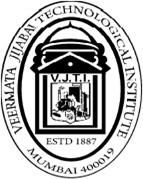 VEERMATA JIJABAI TECHNOLOGICAL INSTITUTE
V.J.T.I.
ESTD 1887
MUMBAI 400019